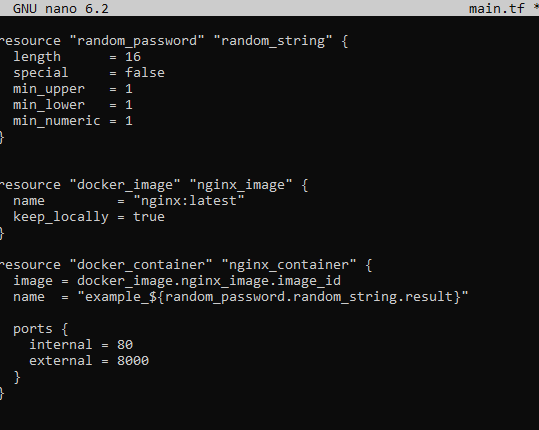 GNU nano 6.2 main.tf *
resource "random_password" "random_string" {
  length      = 16
  special     = false
  min_upper   = 1
  min_lower   = 1
  min_numeric = 1
}
resource "docker_image" "nginx_image" {
  name         = "nginx:latest"
  keep_locally = true
}
resource "docker_container" "nginx_container" {
  image = docker_image.nginx_image.image_id
  name  = "example_${random_password.random_string.result}"
  ports {
    internal = 80
    external = 8000
  }
}